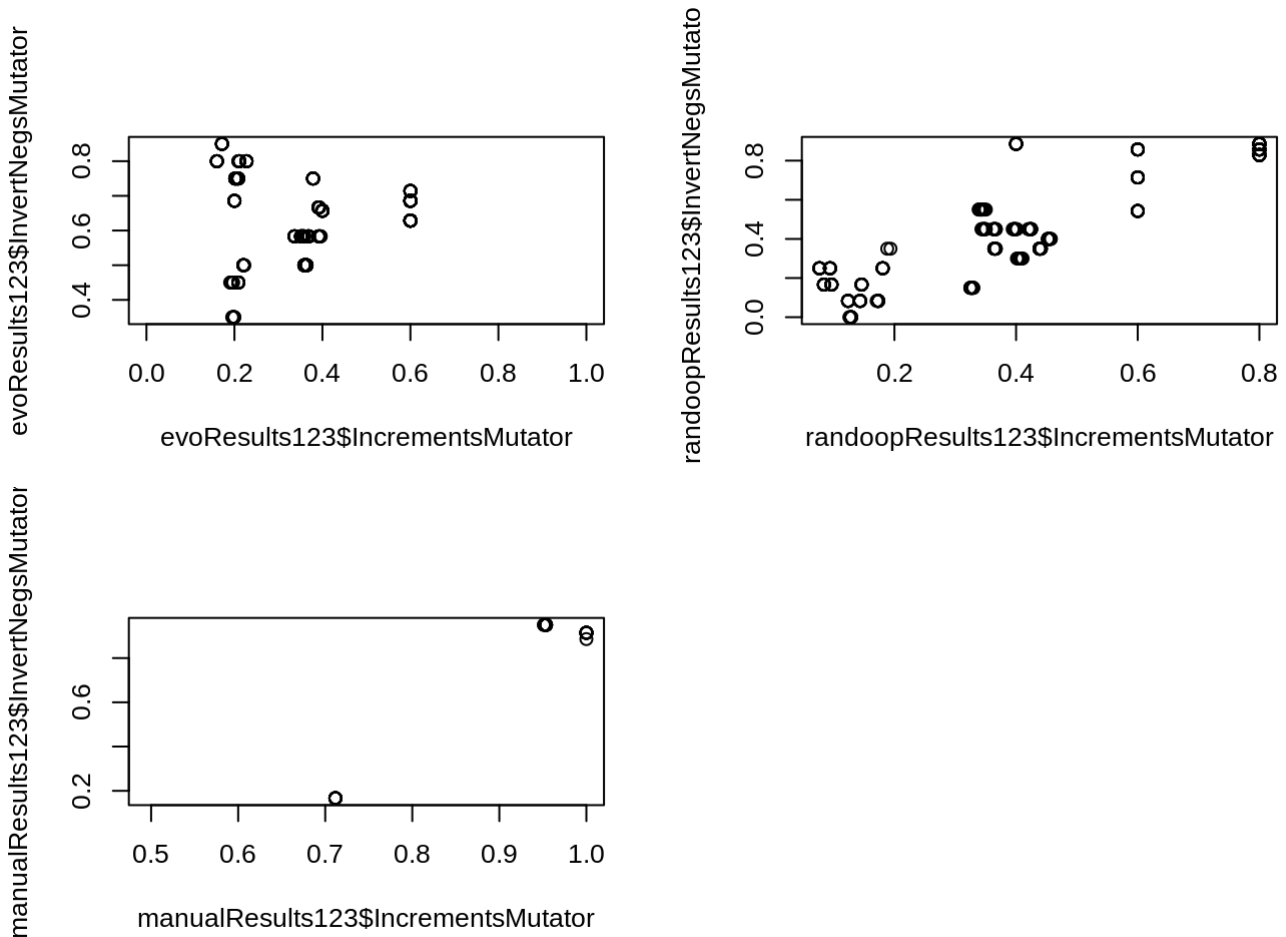 evoResults123$InvertNegsMutator
0.4 0.6 0.8
0.0 0.2 0.4 0.6 0.8 1.0
evoResults123$IncrementsMutator
randoopResults123$InvertNegsMutato
0.0 0.4 0.8
0.2 0.4 0.6 0.8
randoopResults123$IncrementsMutator
manualResults123$InvertNegsMutator
0.2 0.6
0.5 0.6 0.7 0.8 0.9 1.0
manualResults123$IncrementsMutator